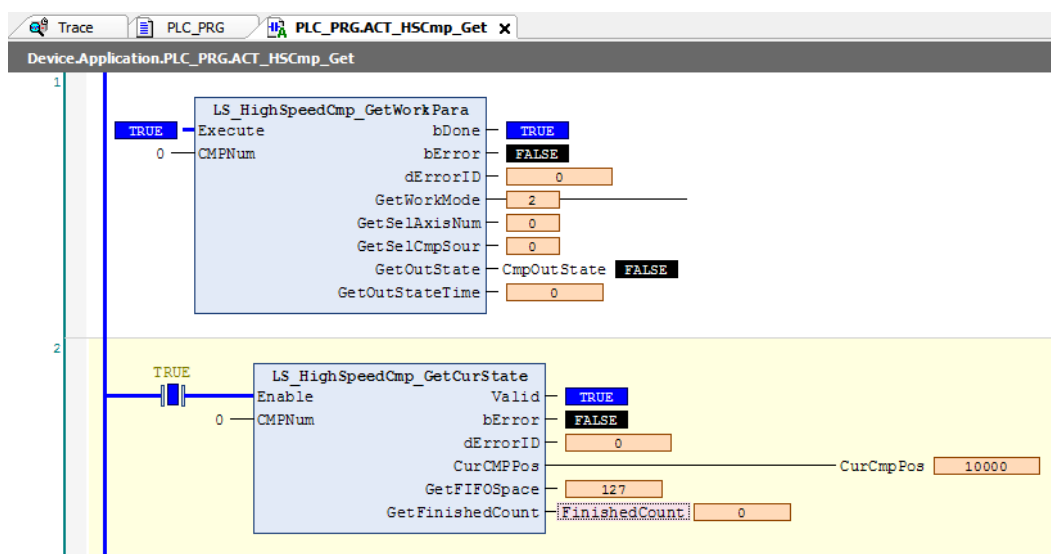 Trace PLC_PRG PLC_PRG.ACT_HSCmp_Get x
Device.Application.PLC_PRG.ACT_HSCmp_Get
1
LS_HighSpeedCmp_GetWorkPara
TRUE Execute bDone TRUE
0 CMPNum bError FALSE
dErrorID 0
GetWorkMode 2
GetSelAxisNum 0
GetSelCmpSour 0
GetOutState CmpOutState FALSE
GetOutStateTime 0
2
TRUE
LS_HighSpeedCmp_GetCurState
Enable Valid TRUE
0 CMPNum bError FALSE
dErrorID 0
CurCMPPos CurCmpPos 10000
GetFIFOSpace 127
GetFinishedCount FinishedCount 0